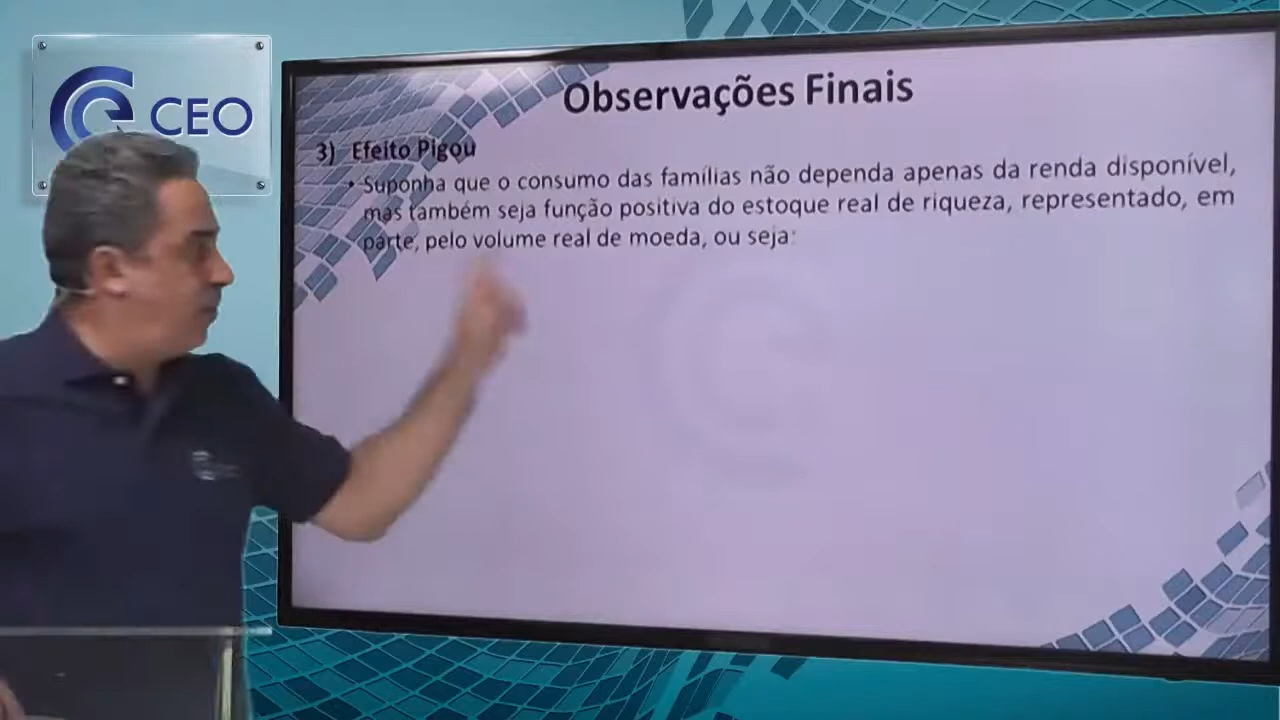 CEO
Observações Finais
3) Efeito Pigou
• Suponha que o consumo das famílias não dependa apenas da renda disponível,
mas também seja função positiva do estoque real de riqueza, representado, em
parte, pelo volume real de moeda, ou seja: